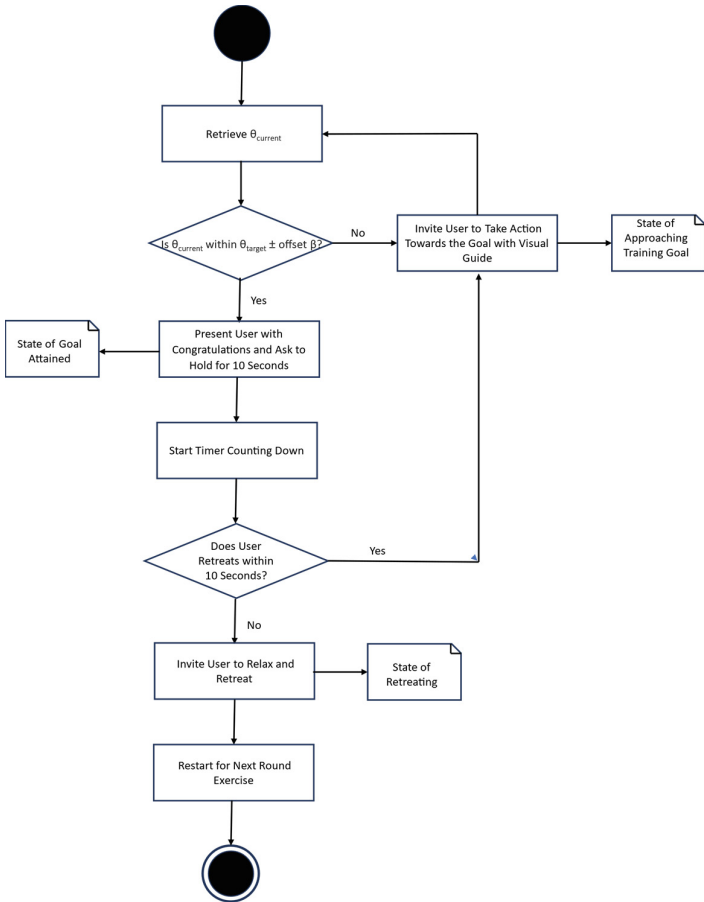 Retrieve θcurrent
Is θcurrent within θtarget ± offset β?
No
Invite User to Take Action
Towards the Goal with Visual
Guide
State of
Approaching
Training Goal
Yes
Present User with
Congratulations and Ask to
Hold for 10 Seconds
State of Goal
Attained
Start Timer Counting Down
Does User
Retreats within
10 Seconds?
Yes
No
Invite User to Relax and
Retreat
State of
Retreating
Restart for Next Round
Exercise